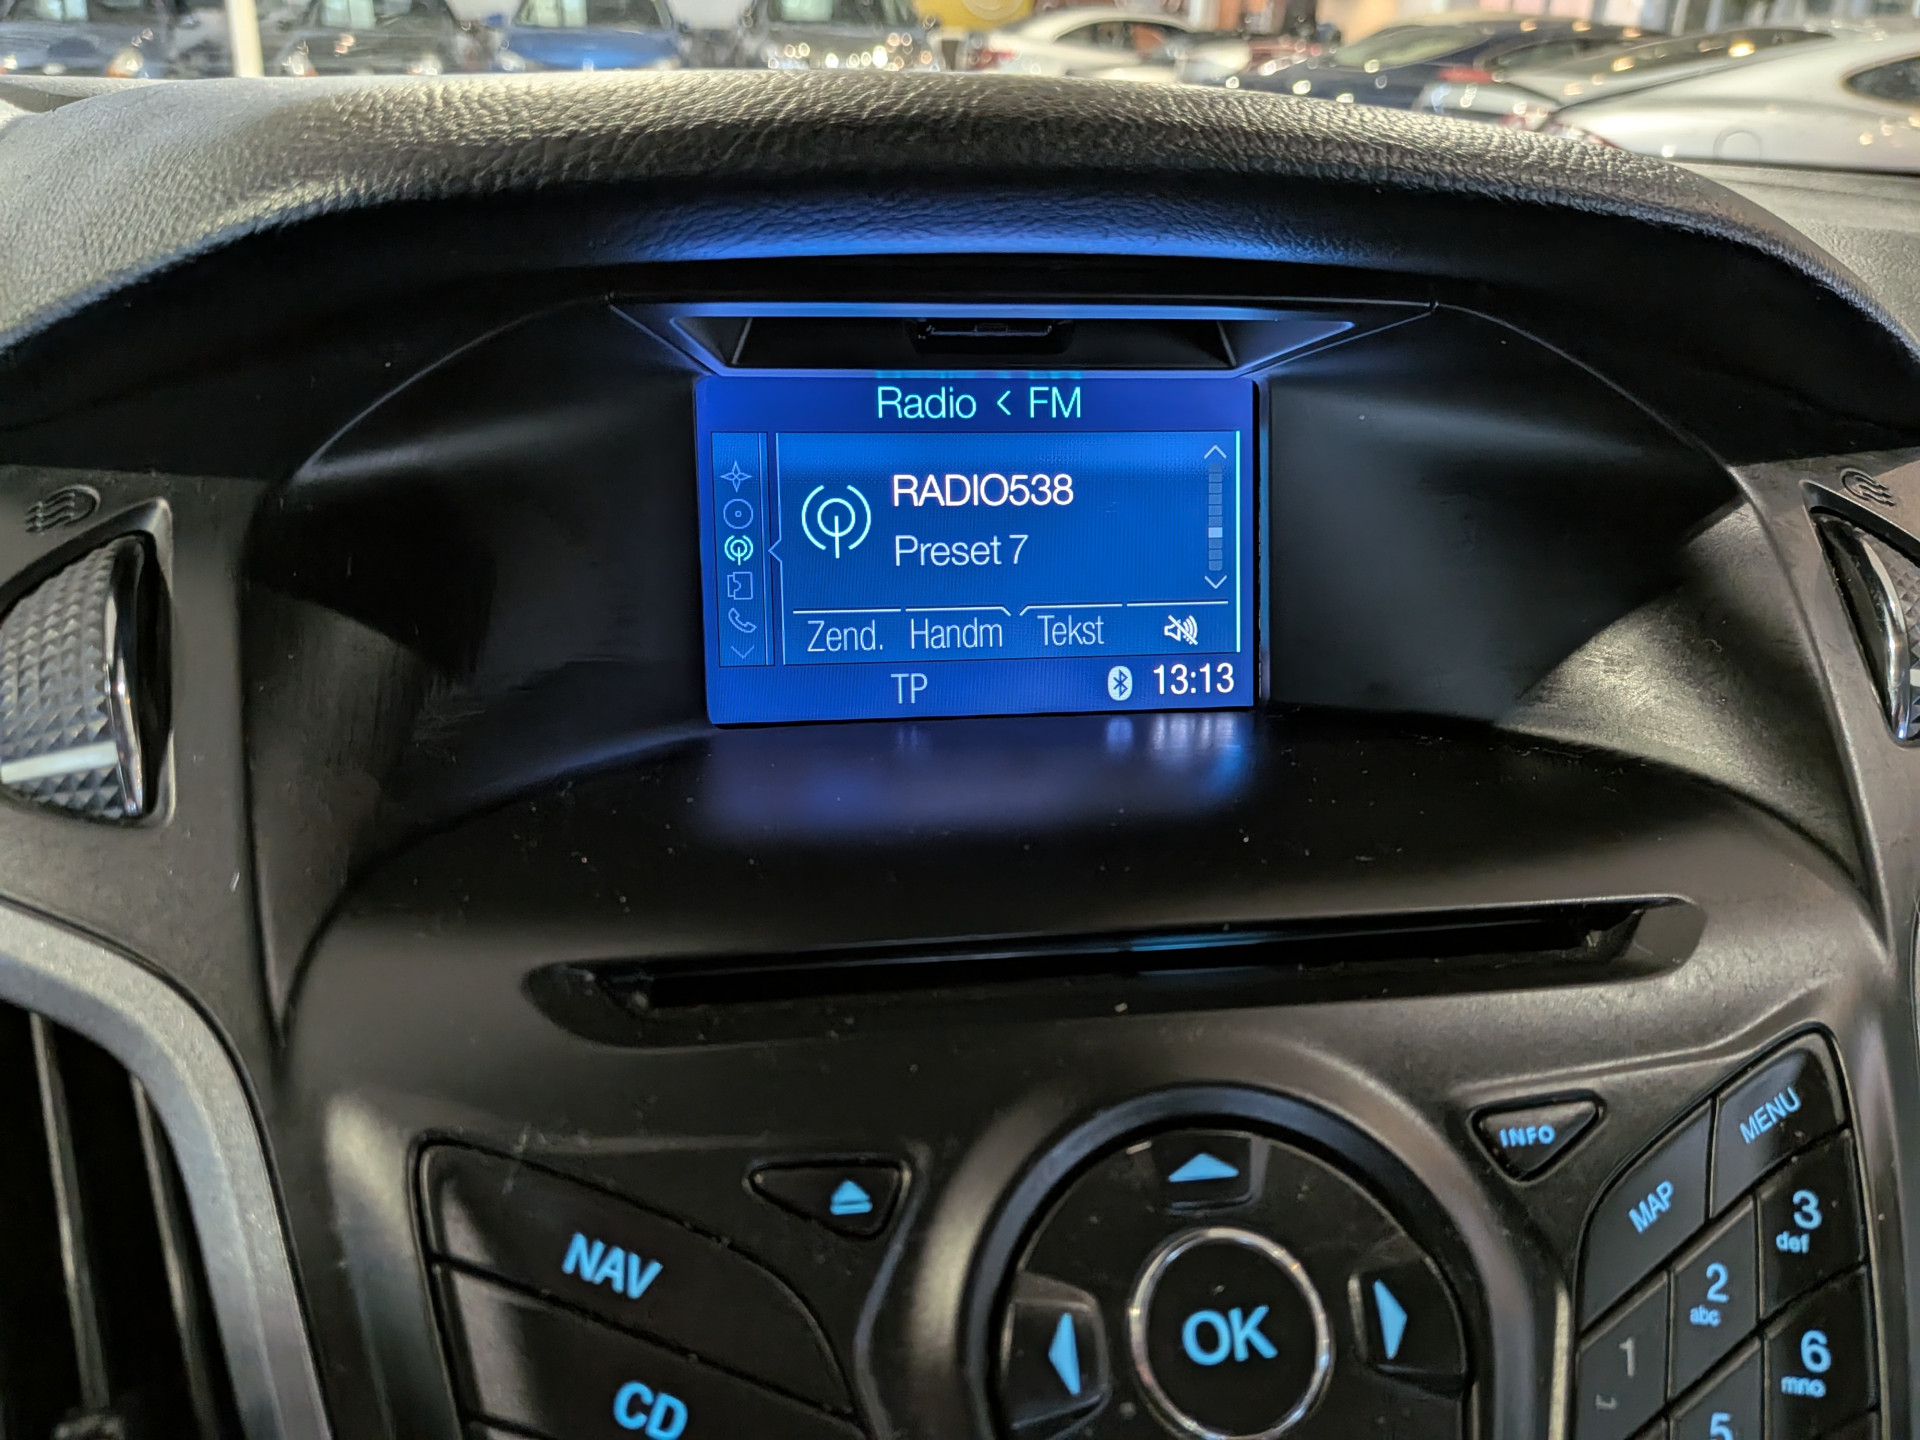 Radio < FM
RADIO538
Preset 7
Zend. Handm Tekst
TP 13:13
INFO
MENU
MAP
3
def
NAV
2
abc
1
OK
6
mno
CD
5